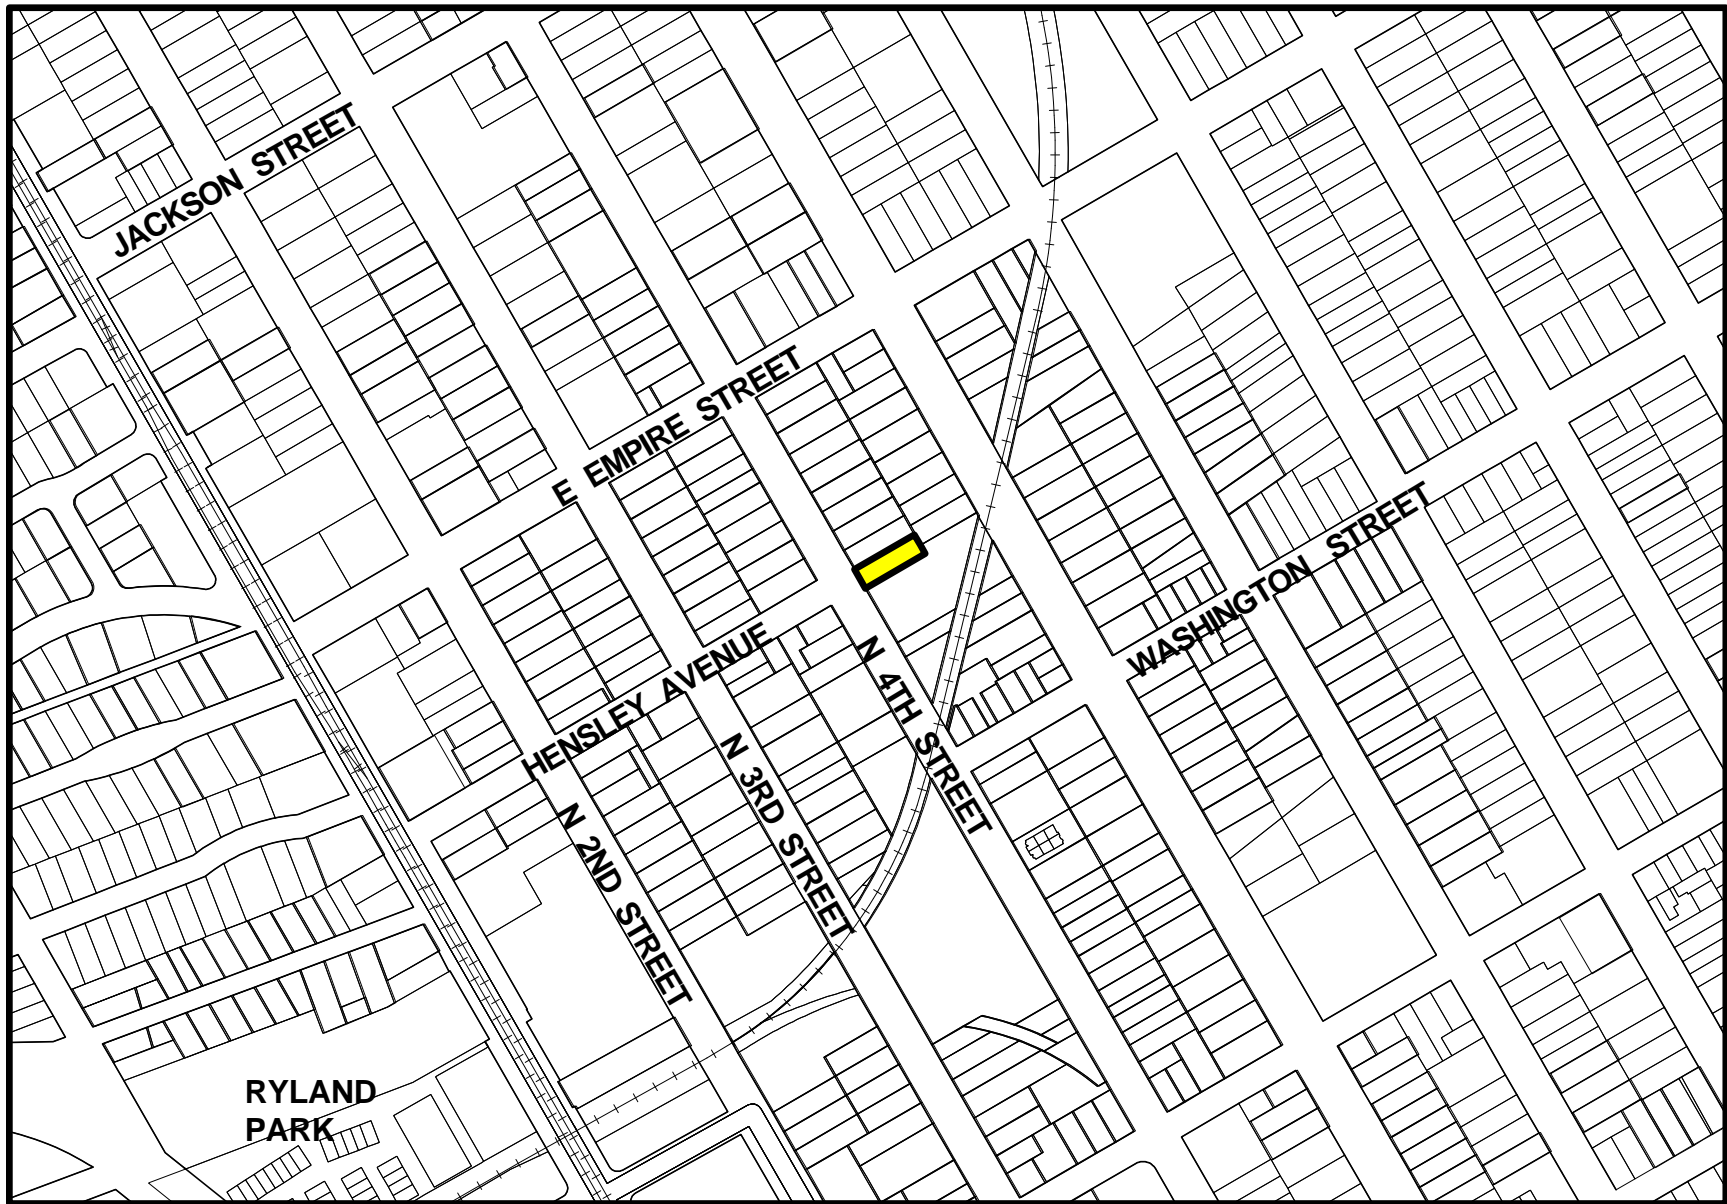 JACKSON STREET
E EMPIRE STREET
WASHINGTON STREET
HENSLEY AVENUE
N 4TH STREET
N 3RD STREET
N 2ND STREET
RYLAND
PARK